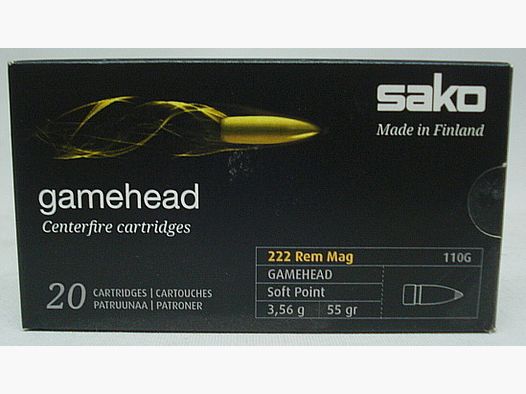 sako
Made in Finland
gamehead
Centerfire cartridges
222 Rem Mag 110G
GAMEHEAD
Soft Point
3,56 g 55 gr
20 CARTRIDGES | CARTOUCHES
PATRUUNAA | PATRONER